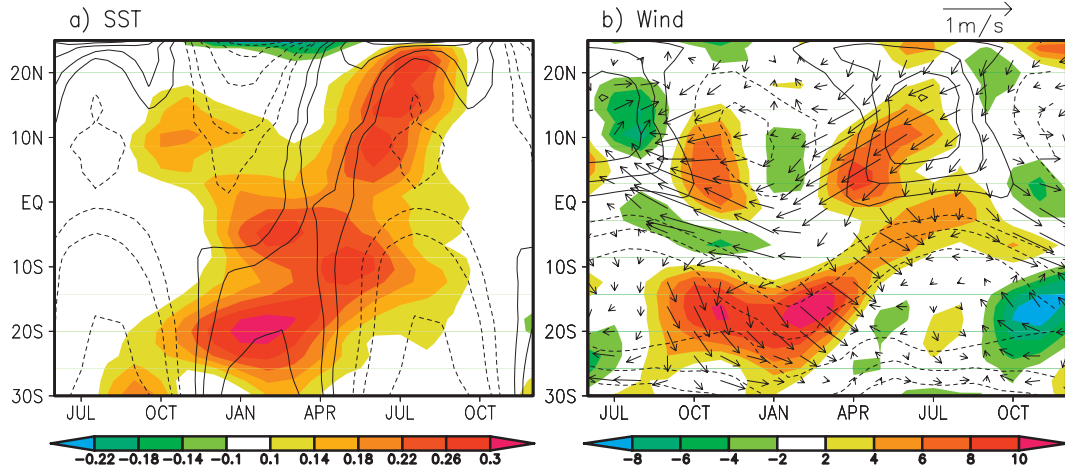 a) SST
b) Wind
1m/s
20N
10N
EQ
10S
20S
30S
JUL OCT JAN APR JUL OCT
-0.22 -0.18 -0.14 -0.1 0.1 0.14 0.18 0.22 0.26 0.3
20N
10N
EQ
10S
20S
30S
JUL OCT JAN APR JUL OCT
-8 -6 -4 -2 2 4 6 8 10